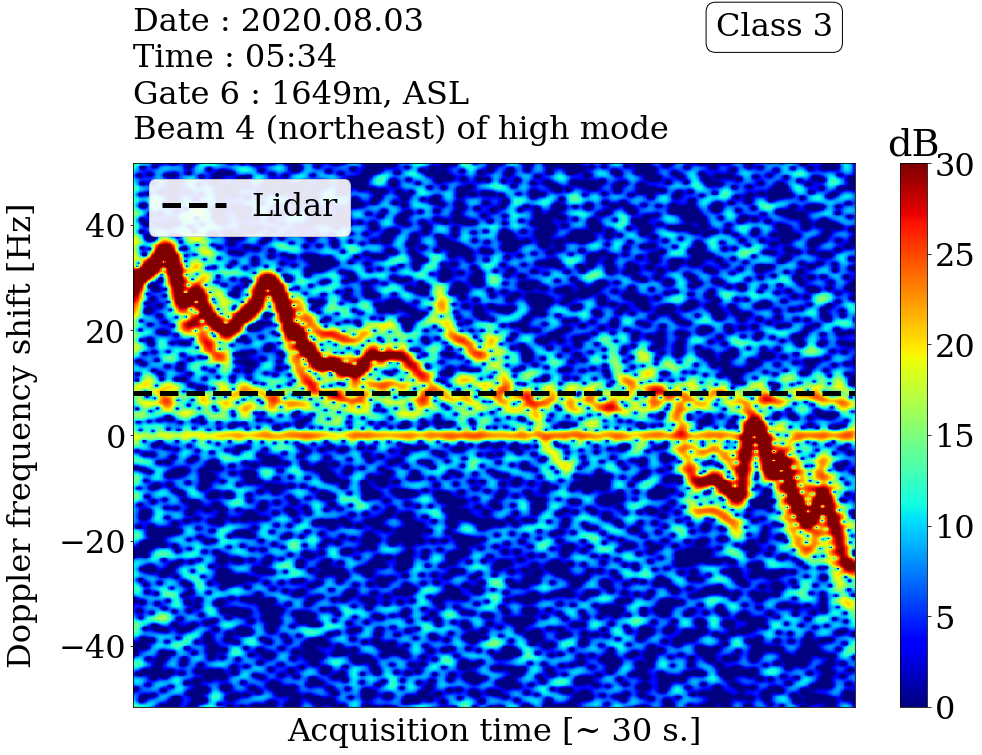 Date : 2020.08.03
Time : 05:34
Gate 6 : 1649m, ASL
Beam 4 (northeast) of high mode
Class 3
dB
Lidar
Doppler frequency shift [Hz]
40
20
0
−20
−40
30
25
20
15
10
5
0
Acquisition time [~ 30 s.]